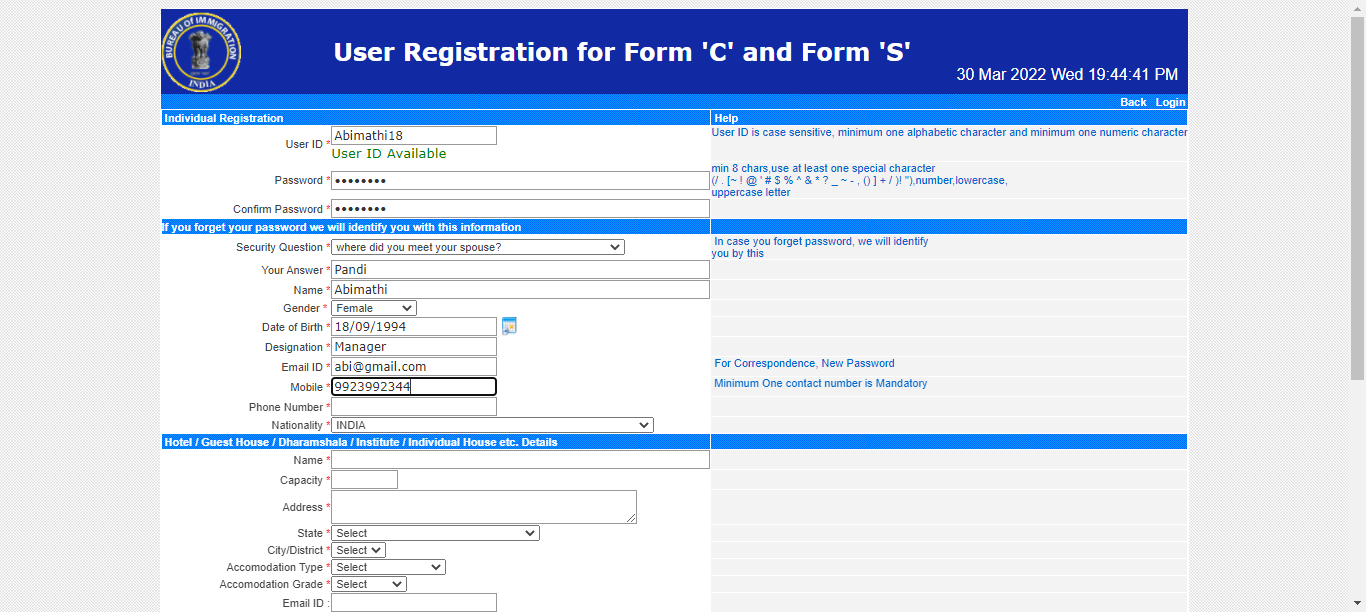 BUREAU OF IMMIGRATION
INDIA
User Registration for Form 'C' and Form 'S'
30 Mar 2022 Wed 19:44:41 PM
Back Login
Individual Registration Help
User ID * Abimathi18 User ID is case sensitive, minimum one alphabetic character and minimum one numeric character
User ID Available
Password * •••••••• min 8 chars,use at least one special character
(/ . [~ ! @ ' # $ % ^ & * ? _ ~ - , () ] + / )! "),number,lowercase,
uppercase letter
Confirm Password * ••••••••
If you forget your password we will identify you with this information
Security Question * where did you meet your spouse? In case you forget password, we will identify
you by this
Your Answer * Pandi
Name * Abimathi
Gender * Female
Date of Birth * 18/09/1994
Designation * Manager
Email ID * abi@gmail.com For Correspondence, New Password
Mobile * 9923992344 Minimum One contact number is Mandatory
Phone Number *
Nationality * INDIA
Hotel / Guest House / Dharamshala / Institute / Individual House etc. Details
Name *
Capacity *
Address *
State * Select
City/District * Select
Accomodation Type * Select
Accomodation Grade * Select
Email ID :